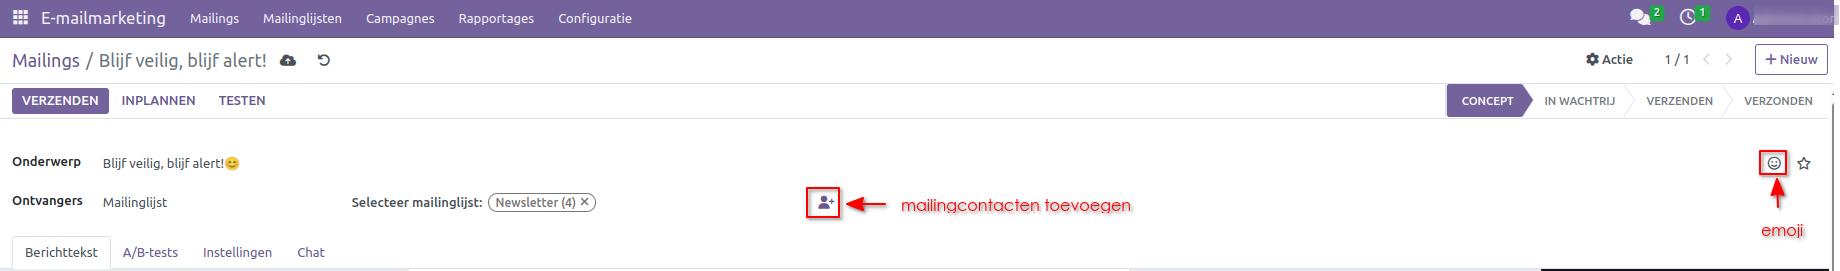 E-mailmarketing Mailings Mailinglijsten Campagnes Rapportages Configuratie 2 1 A
Mailings / Blijf veilig, blijf alert! Actie 1 / 1 + Nieuw
VERZENDEN INPLANNEN TESTEN CONCEPT IN WACHTRIJ VERZENDEN VERZONDEN
Onderwerp Blijf veilig, blijf alert!😊
Ontvangers Mailinglijst Selecteer mailinglijst: Newsletter (4) × mailingcontacten toevoegen
emoji
Berichttekst A/B-tests Instellingen Chat